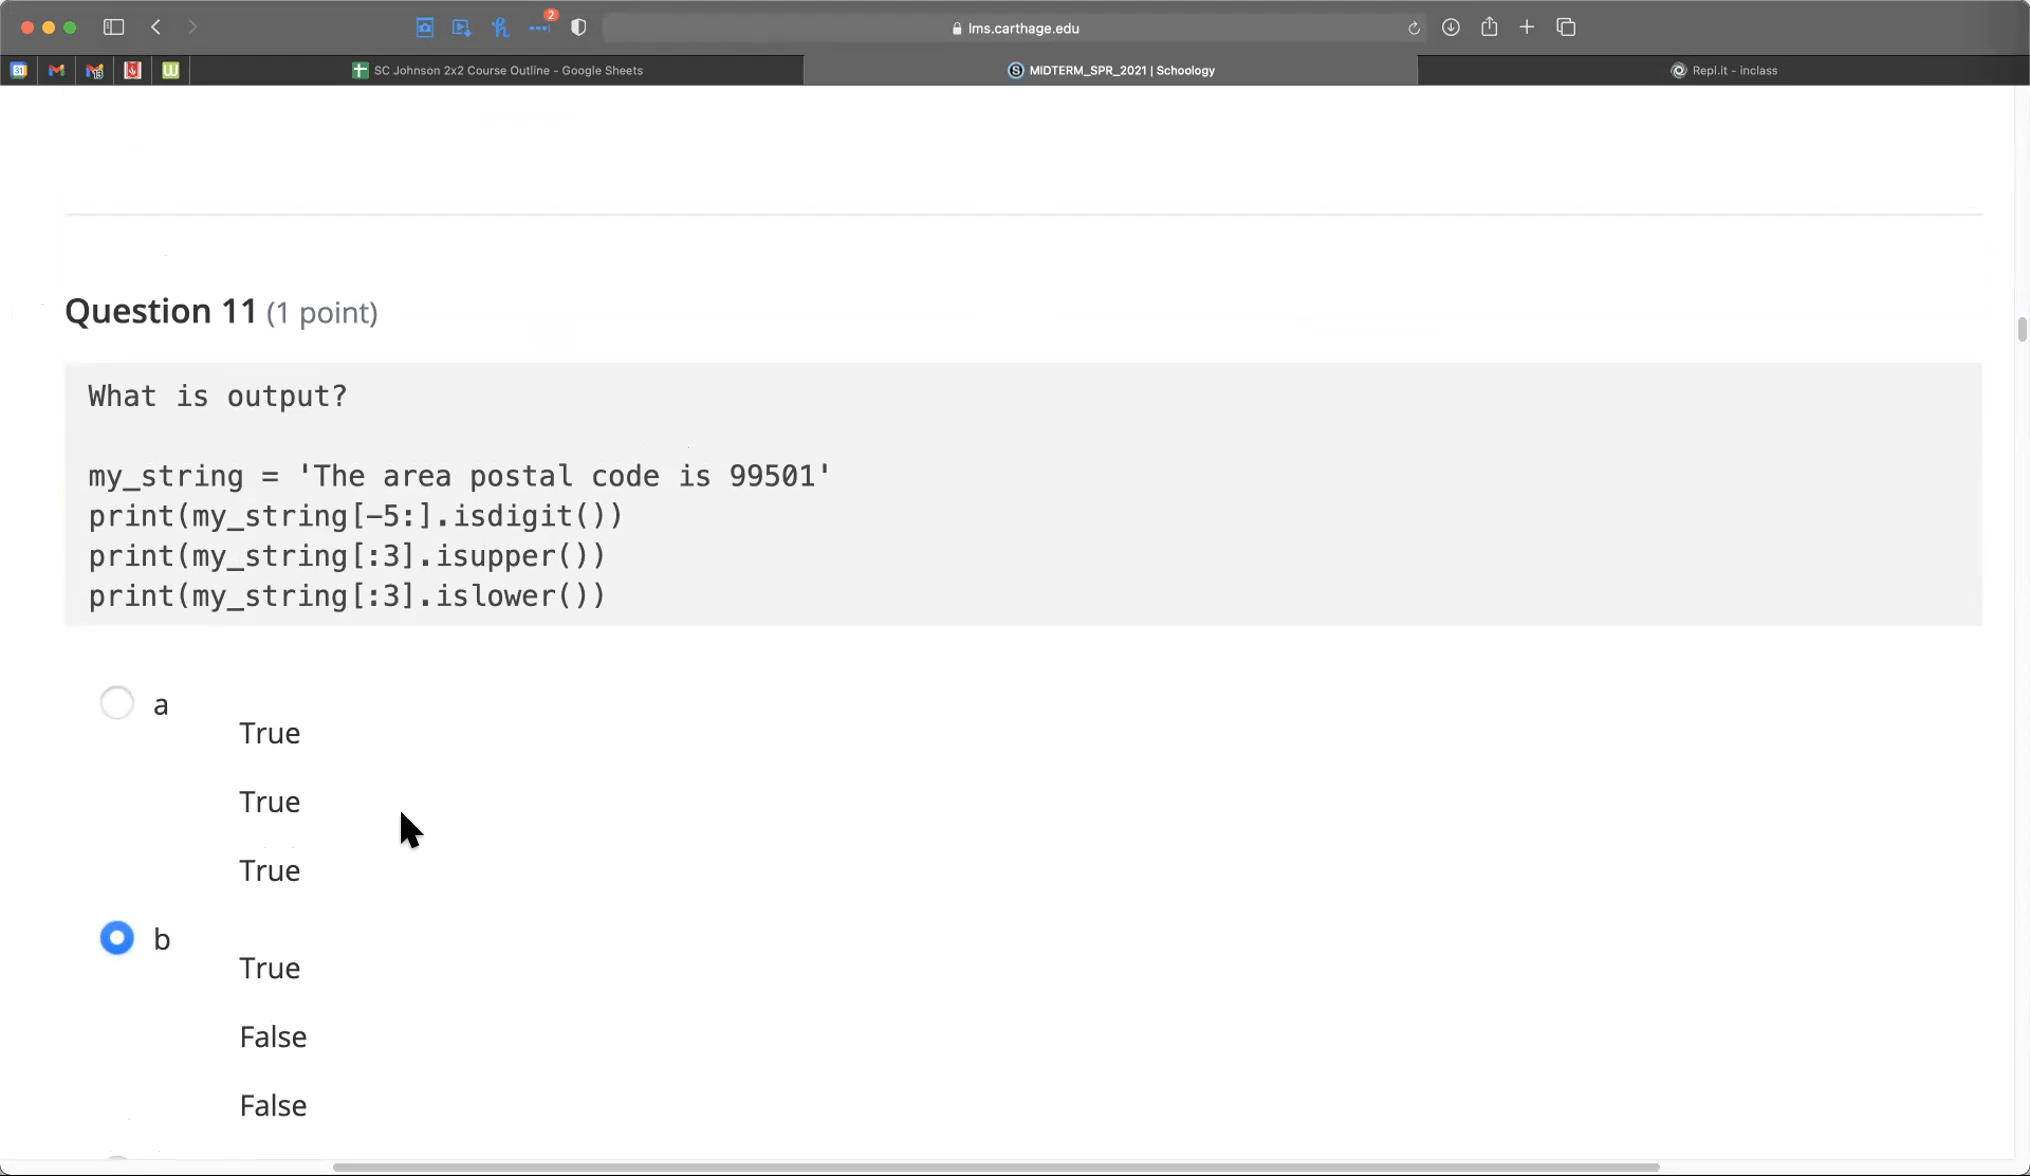 2
lms.carthage.edu
31
SC Johnson 2x2 Course Outline - Google Sheets
S MIDTERM_SPR_2021 | Schoology
Repl.It - inclass
Question 11 (1 point)
What is output?
my_string = 'The area postal code is 99501'
print(my_string[-5:].isdigit())
print(my_string[:3].isupper())
print(my_string[:3].islower())
a
True
True
True
b
True
False
False